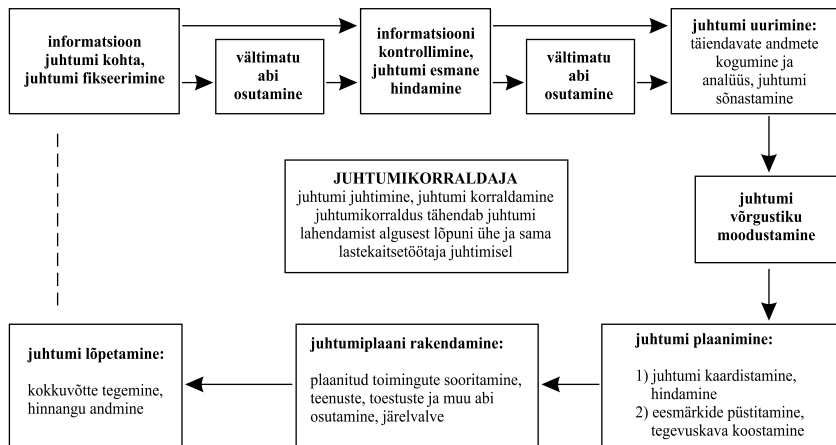 informatsioon
juhtumi kohta,
juhtumi fikseerimine
vältimatu
abi
osutamine
informatsiooni
kontrollimine,
juhtumi esmane
hindamine
vältimatu
abi
osutamine
juhtumi uurimine:
täiendavate andmete
kogumine ja
analüüs, juhtumi
sõnastamine
JUHTUMIKORRALDAJA
juhtumi juhtimine, juhtumi korraldamine
juhtumikorraldus tähendab juhtumi
lahendamist algusest lõpuni ühe ja sama
lastekaitsetöötaja juhtimisel
juhtumi
võrgustiku
moodustamine
juhtumi plaanimine:
1) juhtumi kaardistamine,
hindamine
2) eesmärkide püstitamine,
tegevuskava koostamine
juhtumiplaani rakendamine:
plaanitud toimingute sooritamine,
teenuste, toestuste ja muu abi
osutamine, järelvalve
juhtumi lõpetamine:
kokkuvõtte tegemine,
hinnangu andmine